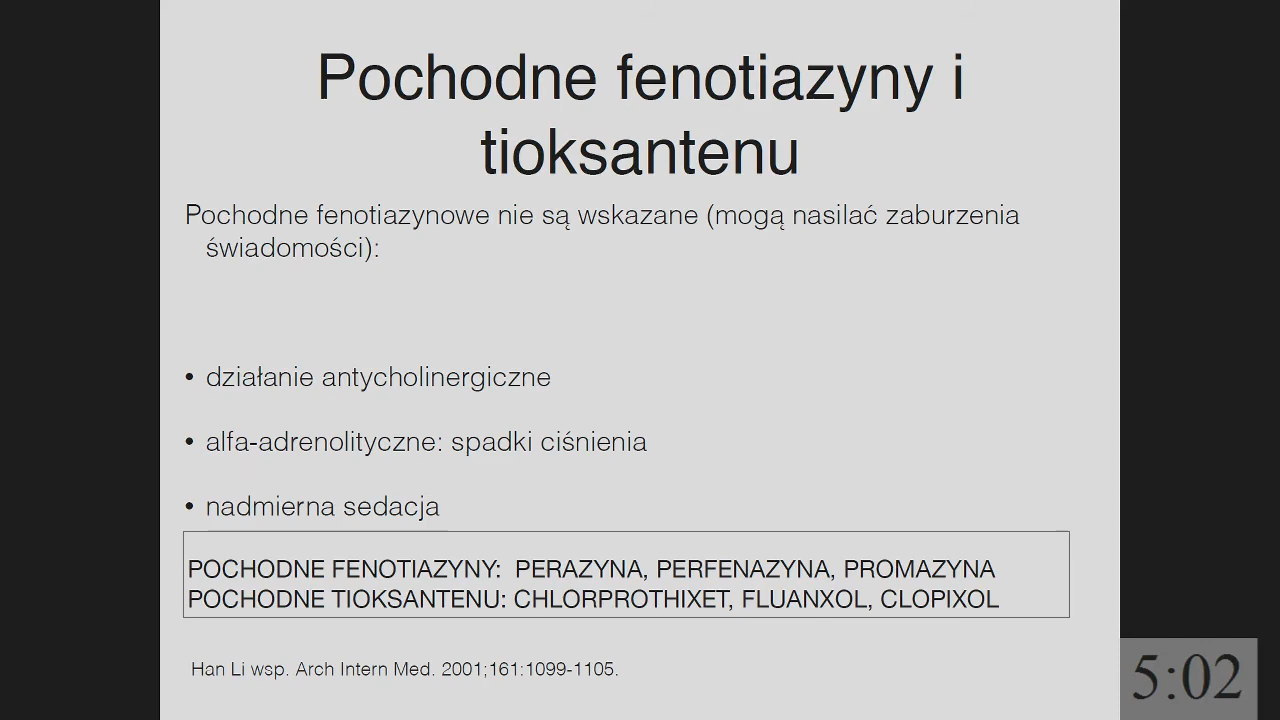 Pochodne fenotiazyny i
tioksantenu
Pochodne fenotiazynowe nie są wskazane (mogą nasilać zaburzenia
świadomości):
• działanie antycholinergiczne
• alfa-adrenolityczne: spadki ciśnienia
• nadmierna sedacja
POCHODNE FENOTIAZYNY: PERAZYNA, PERFENAZYNA, PROMAZYNA
POCHODNE TIOKSANTENU: CHLORPROTHIXET, FLUANXOL, CLOPIXOL
Han Li wsp. Arch Intern Med. 2001;161:1099-1105.
5:02